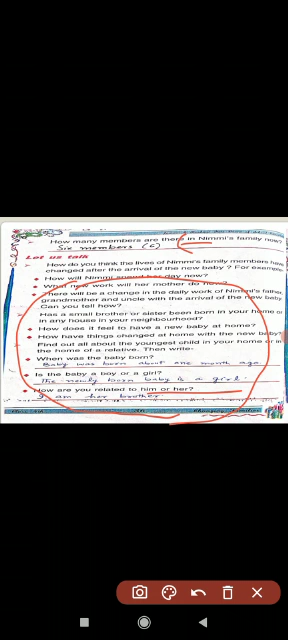 How many members are there in Nimmi's family now?
Six members (6)
Let us talk
How do you think the lives of Nimmi's family members have
changed after the arrival of the new baby ? For example
How will Nimmi spend her day now?
What new work will her mother do now?
There will be a change in the daily work of Nimmi's father,
grandmother and uncle with the arrival of the new baby
Can you tell how?
Has a small brother or sister been born in your home or
in any house in your neighbourhood?
How does it feel to have a new baby at home?
How have things changed at home with the new baby?
Find out all about the youngest child in your home or in
the home of a relative. Then write-
When was the baby born?
Baby was born about one month ago
Is the baby a boy or a girl?
The newly born baby is a girl.
How are you related to him or her?
I am her brother.